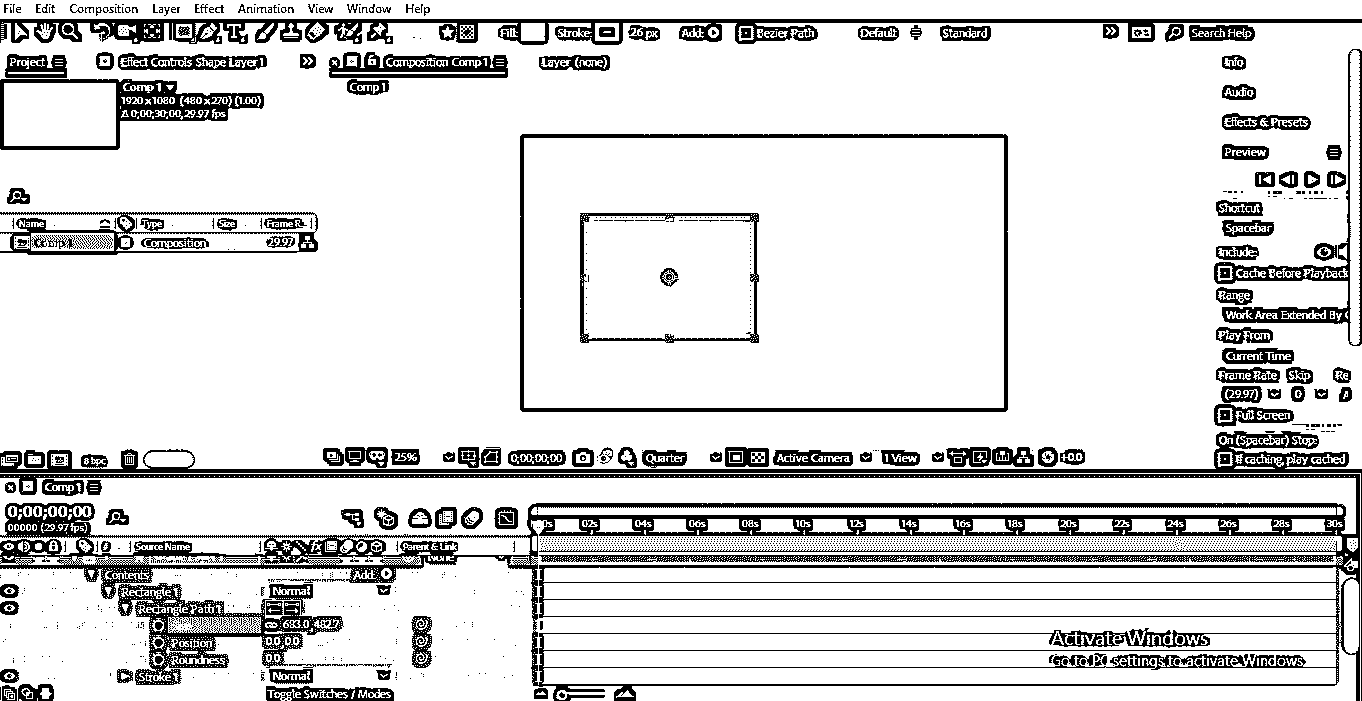 File Edit Composition Layer Effect Animation View Window Help
Fill: Stroke: 26 px Add: Bezier Path Default Standard Search Help
Project Effect Controls Shape Layer 1 Composition Comp 1 Layer (none)
Comp 1
1920 x 1080 (480 x 270) (1.00)
Δ 0;00;30;00, 29.97 fps
Comp 1
Info
Audio
Effects & Presets
Preview
Shortcut
Spacebar
Include:
Cache Before Playback
Range
Work Area Extended By
Play From
Current Time
Frame Rate Skip Re
(29.97) 0 A
Full Screen
On (Spacebar) Stop:
If caching, play cached
Name Type Size Frame R...
Comp 1 Composition 29.97
8 bpc
25% 0;00;00;00 Quarter Active Camera 1 View +0.0
Comp 1
0;00;00;00
00000 (29.97 fps)
02s 04s 06s 08s 10s 12s 14s 16s 18s 20s 22s 24s 26s 28s 30s
# Source Name fx Parent & Link
Contents Add:
Rectangle 1 Normal
Rectangle Path 1
683.0, 482.7
Position 0.0, 0.0
Roundness 0.0
Stroke 1 Normal
Toggle Switches / Modes
Activate Windows
Go to PC settings to activate Windows.